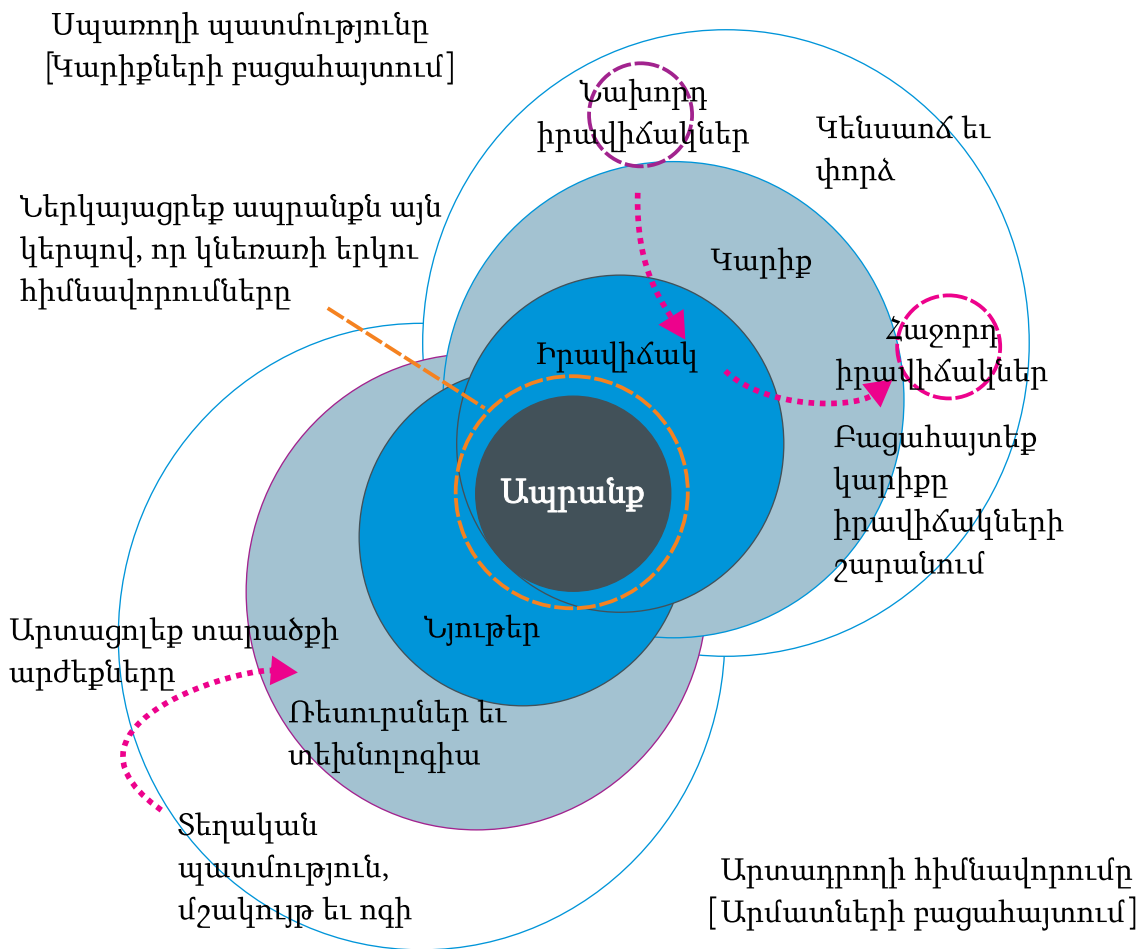 Սպառողի պատմությունը
[Կարիքների բացահայտում]
Նախորդ
իրավիճակներ
Կենսաոճ եւ
փորձ
Ներկայացրեք ապրանքն այն
կերպով, որ կներառի երկու
հիմնավորումները
Կարիք
Իրավիճակ
Հաջորդ
իրավիճակներ
Բացահայտեք
կարիքը
իրավիճակների
շարանում
Ապրանք
Նյութեր
Արտացոլեք տարածքի
արժեքները
Ռեսուրսներ եւ
տեխնոլոգիա
Տեղական
պատմություն,
մշակույթ եւ ոգի
Արտադրողի հիմնավորումը
[Արմատների բացահայտում]